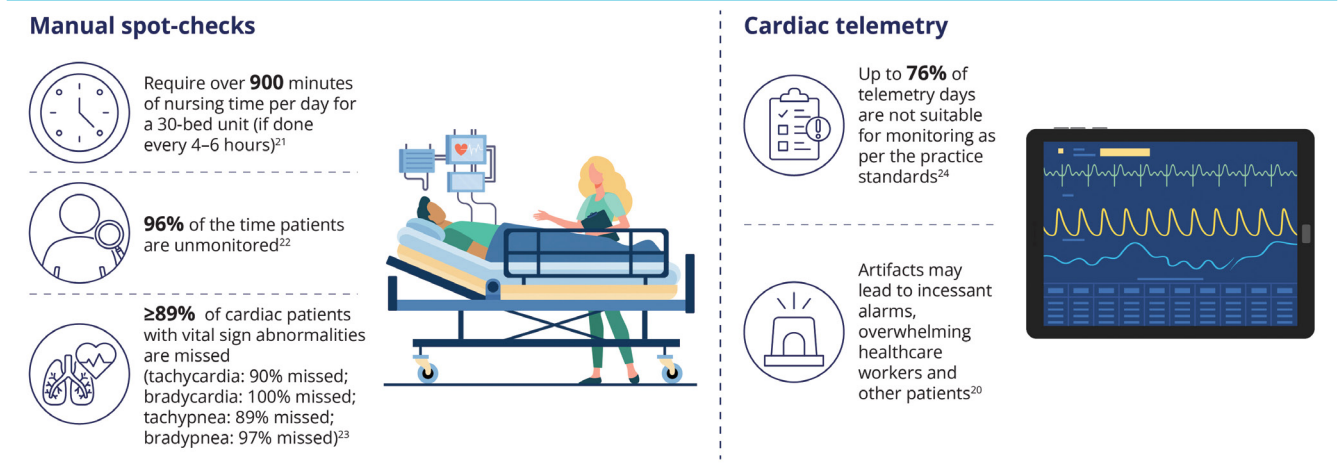 Manual spot-checks
Require over 900 minutes
of nursing time per day for
a 30-bed unit (if done
every 4–6 hours)21
96% of the time patients
are unmonitored22
≥89% of cardiac patients
with vital sign abnormalities
are missed
(tachycardia: 90% missed;
bradycardia: 100% missed;
tachypnea: 89% missed;
bradypnea: 97% missed)23
Cardiac telemetry
Up to 76% of
telemetry days
are not suitable
for monitoring as
per the practice
standards24
Artifacts may
lead to incessant
alarms,
overwhelming
healthcare
workers and
other patients20